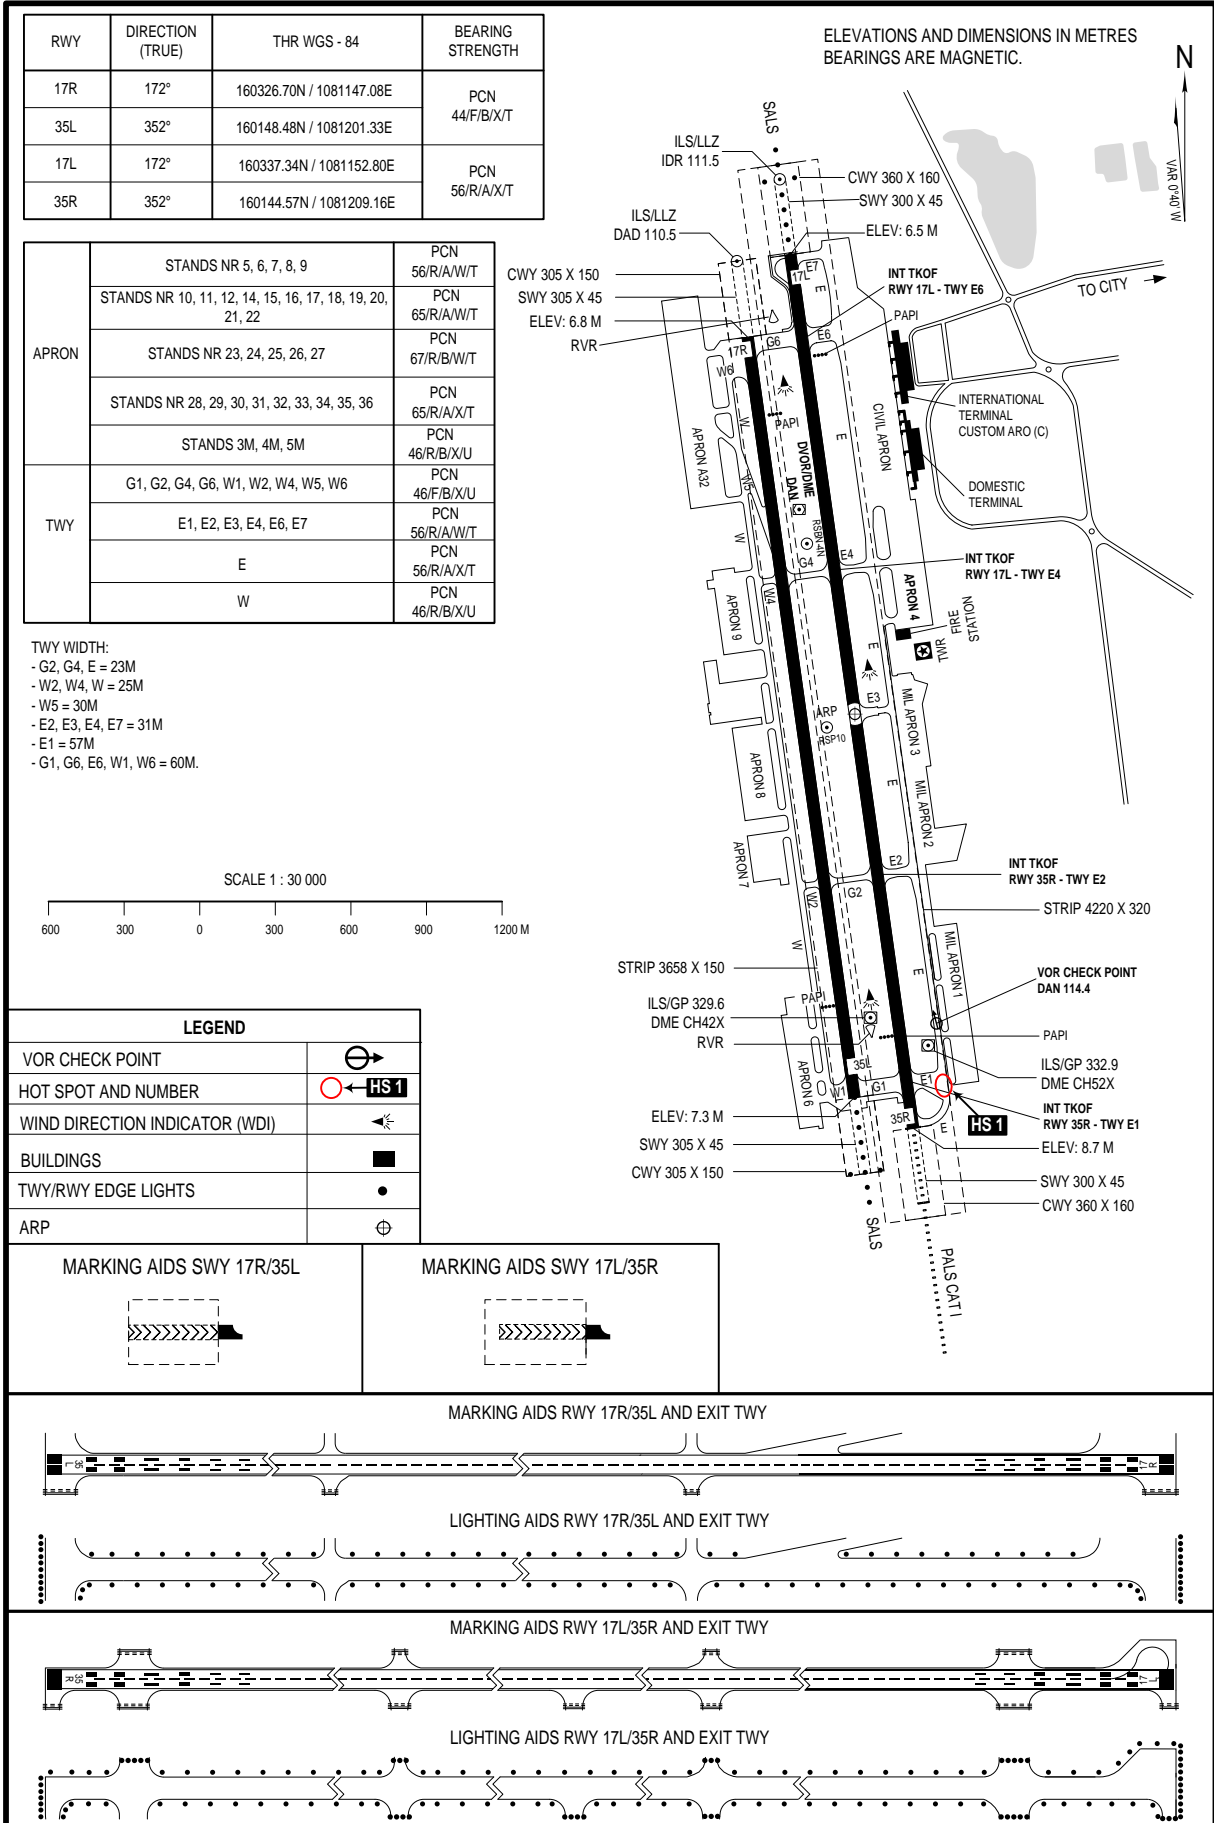 RWY
DIRECTION
(TRUE)
THR WGS - 84
BEARING
STRENGTH
17R
172°
160326.70N / 1081147.08E
PCN
44/F/B/X/T
35L
352°
160148.48N / 1081201.33E
17L
172°
160337.34N / 1081152.80E
PCN
56/R/A/X/T
35R
352°
160144.57N / 1081209.16E
APRON
STANDS NR 5, 6, 7, 8, 9
PCN
56/R/A/W/T
STANDS NR 10, 11, 12, 14, 15, 16, 17, 18, 19, 20,
21, 22
PCN
65/R/A/W/T
STANDS NR 23, 24, 25, 26, 27
PCN
67/R/B/W/T
STANDS NR 28, 29, 30, 31, 32, 33, 34, 35, 36
PCN
65/R/A/X/T
STANDS 3M, 4M, 5M
PCN
46/R/B/X/U
TWY
G1, G2, G4, G6, W1, W2, W4, W5, W6
PCN
46/F/B/X/U
E1, E2, E3, E4, E6, E7
PCN
56/R/A/W/T
E
PCN
56/R/A/X/T
W
PCN
46/R/B/X/U
TWY WIDTH:
- G2, G4, E = 23M
- W2, W4, W = 25M
- W5 = 30M
- E2, E3, E4, E7 = 31M
- E1 = 57M
- G1, G6, E6, W1, W6 = 60M.
SCALE 1 : 30 000
600
300
0
300
600
900
1200 M
ELEVATIONS AND DIMENSIONS IN METRES
BEARINGS ARE MAGNETIC.
N
VAR 0°40' W
SALS
ILS/LLZ
IDR 111.5
CWY 360 X 160
SWY 300 X 45
ILS/LLZ
DAD 110.5
ELEV: 6.5 M
CWY 305 X 150
SWY 305 X 45
ELEV: 6.8 M
RVR
17L
E7
E
INT TKOF
RWY 17L - TWY E6
PAPI
TO CITY
17R
G6
E6
W6
W
PAPI
E
CIVIL APRON
INTERNATIONAL
TERMINAL
CUSTOM ARO (C)
APRON A32
DVOR/DME
DAN
W5
DOMESTIC
TERMINAL
RSBN 4N
W
G4
E4
INT TKOF
RWY 17L - TWY E4
W4
APRON 9
APRON 4
FIRE
STATION
TWR
E
E3
MIL APRON 3
ARP
RSP10
APRON 8
E
MIL APRON 2
APRON 7
E2
G2
W2
INT TKOF
RWY 35R - TWY E2
STRIP 4220 X 320
W
E
MIL APRON 1
STRIP 3658 X 150
VOR CHECK POINT
DAN 114.4
PAPI
ILS/GP 329.6
DME CH42X
RVR
PAPI
35L
ILS/GP 332.9
DME CH52X
APRON 6
W1
G1
E1
ELEV: 7.3 M
35R
E
HS 1
INT TKOF
RWY 35R - TWY E1
SWY 305 X 45
ELEV: 8.7 M
CWY 305 X 150
SWY 300 X 45
CWY 360 X 160
SALS
PALS CAT I
LEGEND
VOR CHECK POINT
HOT SPOT AND NUMBER
HS 1
WIND DIRECTION INDICATOR (WDI)
BUILDINGS
TWY/RWY EDGE LIGHTS
ARP
MARKING AIDS SWY 17R/35L
MARKING AIDS SWY 17L/35R
MARKING AIDS RWY 17R/35L AND EXIT TWY
35
L
17
R
LIGHTING AIDS RWY 17R/35L AND EXIT TWY
MARKING AIDS RWY 17L/35R AND EXIT TWY
35
R
17
L
LIGHTING AIDS RWY 17L/35R AND EXIT TWY